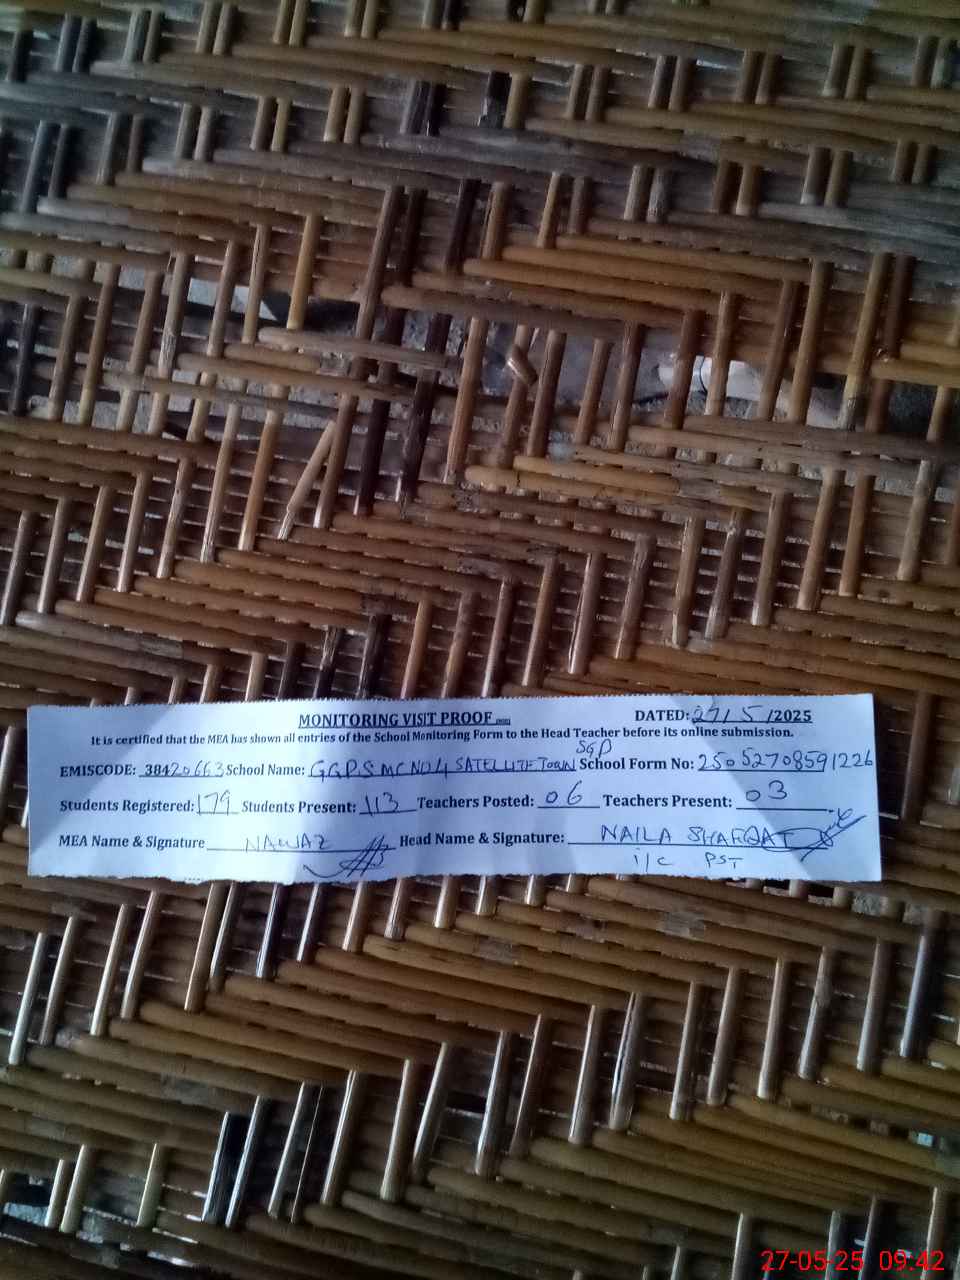 MONITORING VISIT PROOF
DATED: 27/5/2025
It is certified that the MEA has shown all entries of the School Monitoring Form to the Head Teacher before its online submission.
SGD
EMISCODE: 38420663 School Name: GGPS MC NO 4 SATELLITE TOWN School Form No: 25052708591226
Students Registered: 179 Students Present: 113 Teachers Posted: 06 Teachers Present: 03
MEA Name & Signature NAWAZ Head Name & Signature: NAILA SHAFQAT
i/c PST
27-05-25 09:42